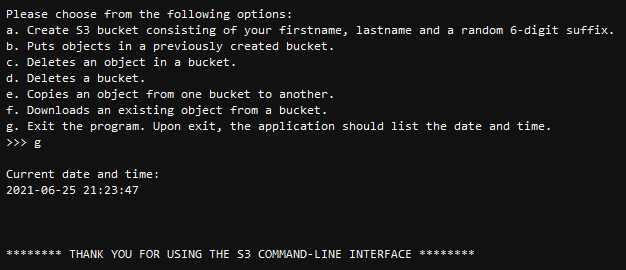 Please choose from the following options:
a. Create S3 bucket consisting of your firstname, lastname and a random 6-digit suffix.
b. Puts objects in a previously created bucket.
c. Deletes an object in a bucket.
d. Deletes a bucket.
e. Copies an object from one bucket to another.
f. Downloads an existing object from a bucket.
g. Exit the program. Upon exit, the application should list the date and time.
>>> g
Current date and time:
2021-06-25 21:23:47
******** THANK YOU FOR USING THE S3 COMMAND-LINE INTERFACE ********